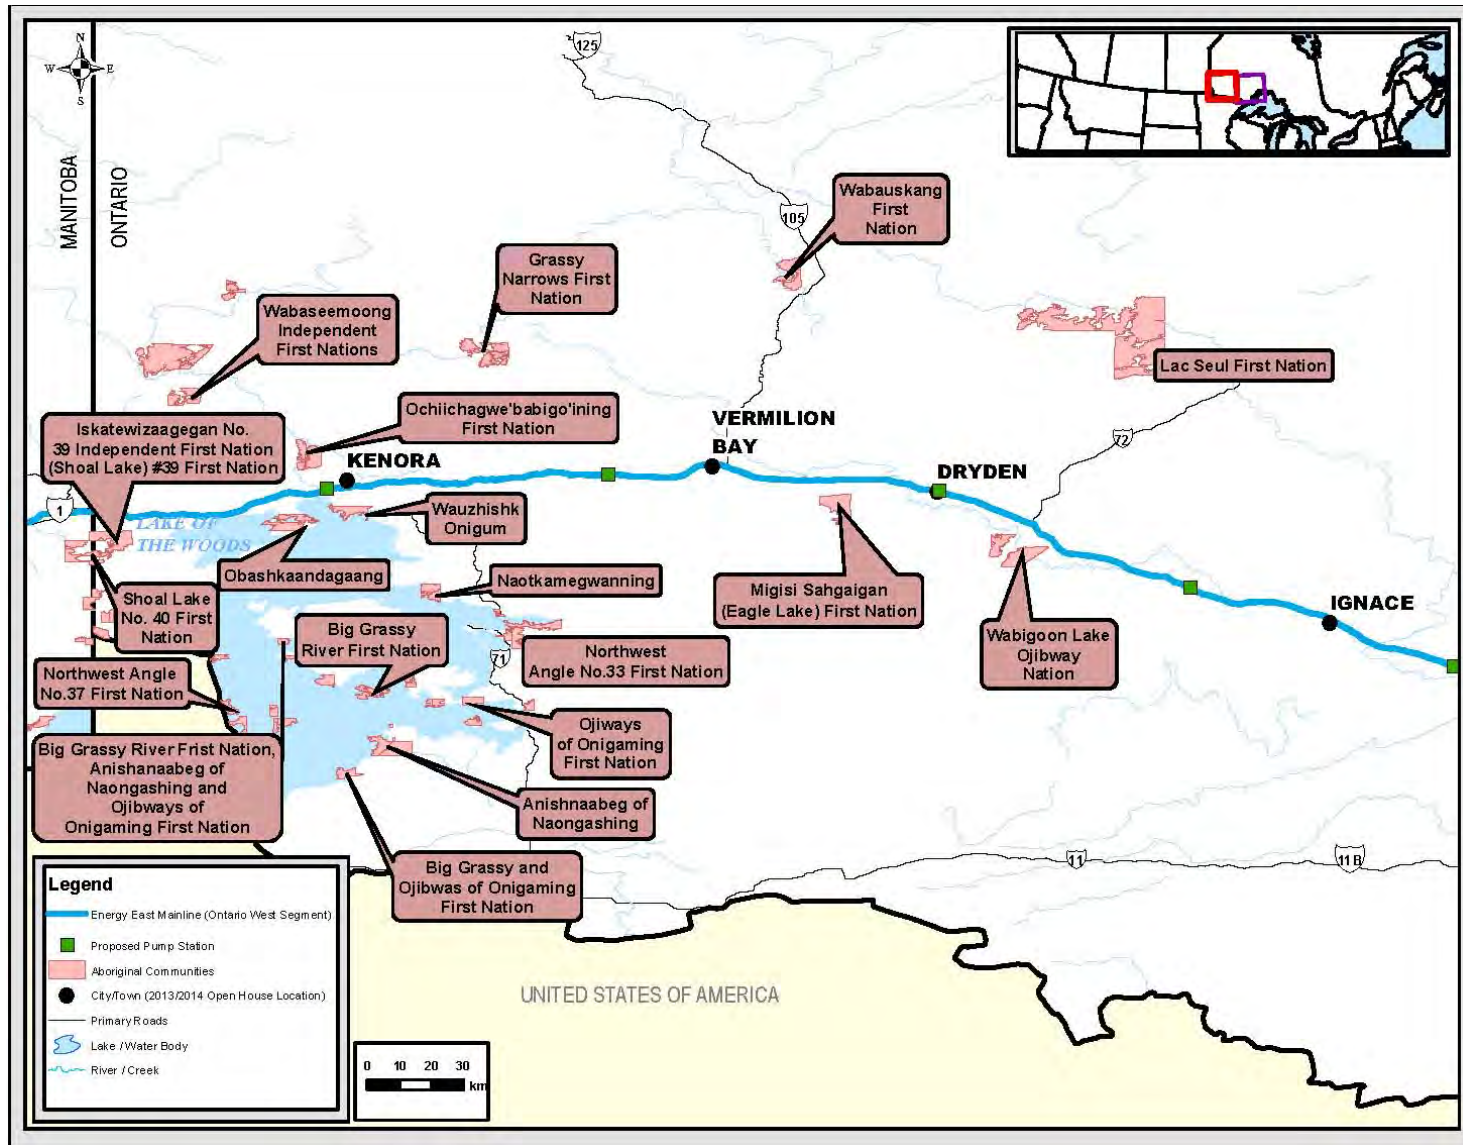 N
W
E
S
125
MANITOBA
ONTARIO
105
Wabauskang
First
Nation
Grassy
Narrows First
Nation
Wabaseemoong
Independent
First Nations
Lac Seul First Nation
Ochiichagwe'babigo'ining
First Nation
Iskatewizaagegan No.
39 Independent First Nation
(Shoal Lake) #39 First Nation
VERMILION
BAY
72
KENORA
DRYDEN
1
LAKE OF
THE WOODS
Wauzhishk
Onigum
Obashkaandagaang
Naotkamegwanning
Migisi Sahgaigan
(Eagle Lake) First Nation
Shoal Lake
No. 40 First
Nation
IGNACE
Big Grassy
River First Nation
Wabigoon Lake
Ojibway
Nation
71
Northwest
Angle No.33 First Nation
Northwest Angle
No.37 First Nation
Ojiways
of Onigaming
First Nation
Big Grassy River Frist Nation,
Anishanaabeg of
Naongashing and
Ojibways of
Onigaming First Nation
Anishnaabeg of
Naongashing
Big Grassy and
Ojibwas of Onigaming
First Nation
11
11B
UNITED STATES OF AMERICA
Legend
Energy East Mainline (Ontario West Segment)
Proposed Pump Station
Aboriginal Communities
City/Town (2013/2014 Open House Location)
Primary Roads
Lake / Water Body
River / Creek
0 10 20 30
km